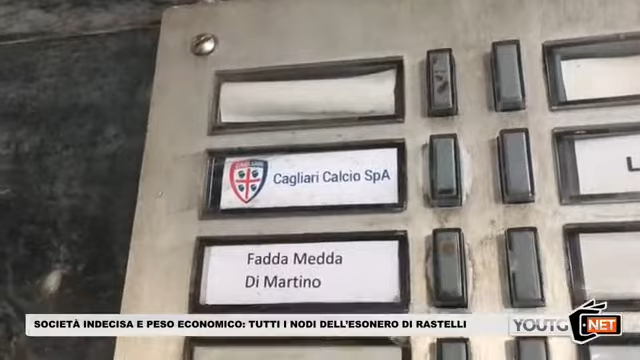 Cagliari Calcio SpA
L
Fadda Medda
Di Martino
SOCIETÀ INDECISA E PESO ECONOMICO: TUTTI I NODI DELL'ESONERO DI RASTELLI
YOUTG.NET